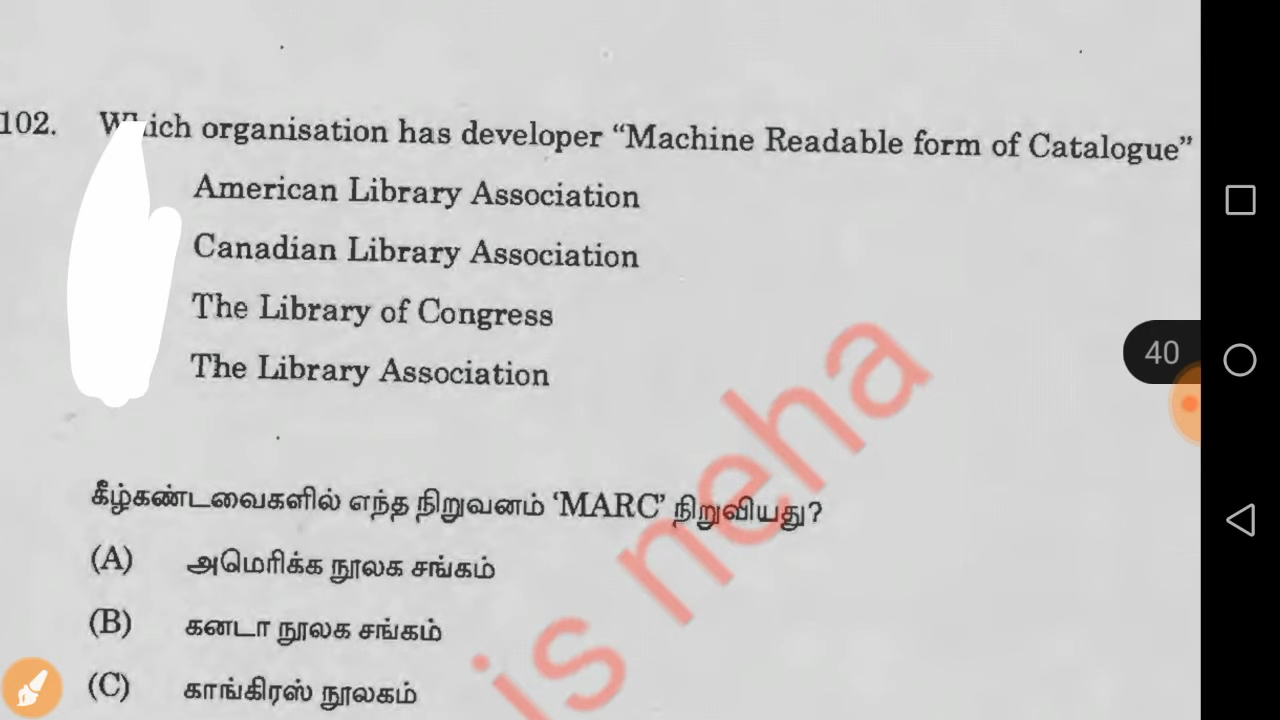 102. Which organisation has developer “Machine Readable form of Catalogue”
American Library Association
Canadian Library Association
The Library of Congress
The Library Association
40
கீழ்கண்டவைகளில் எந்த நிறுவனம் ‘MARC’ நிறுவியது?
(A) அமெரிக்க நூலக சங்கம்
(B) கனடா நூலக சங்கம்
(C) காங்கிரஸ் நூலகம்
is neha